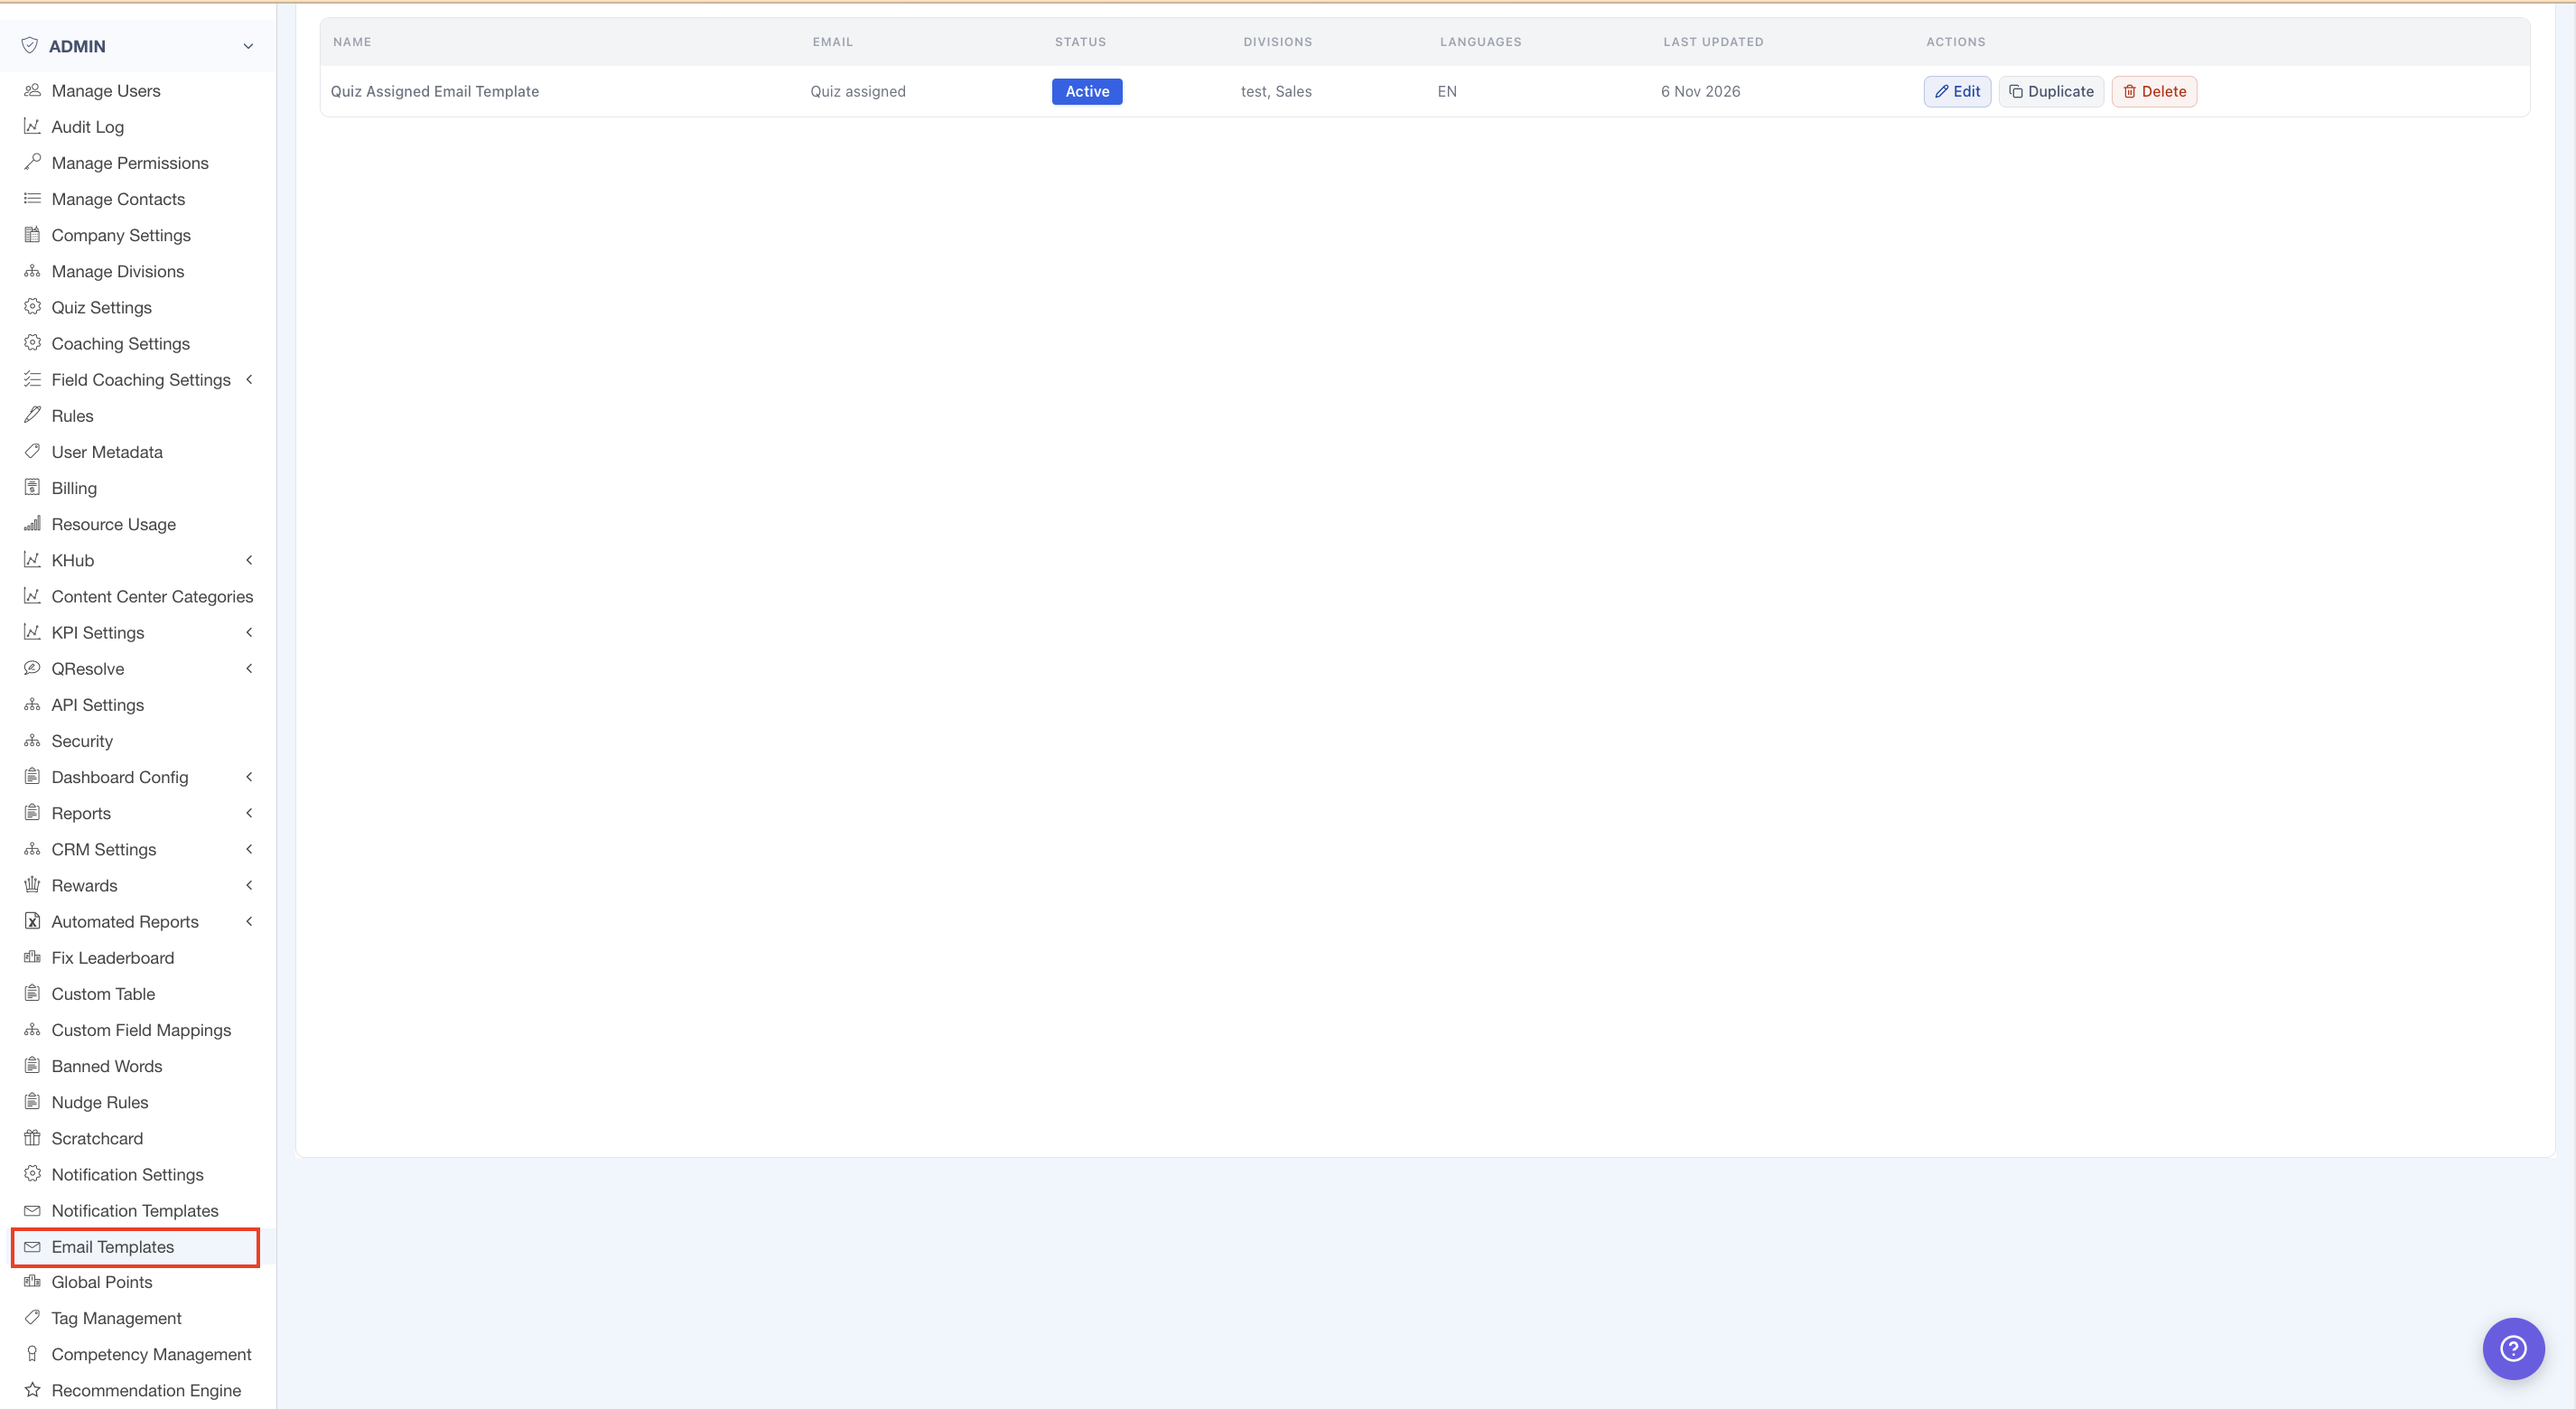 ADMIN
Manage Users
Audit Log
Manage Permissions
Manage Contacts
Company Settings
Manage Divisions
Quiz Settings
Coaching Settings
Field Coaching Settings
Rules
User Metadata
Billing
Resource Usage
KHub
Content Center Categories
KPI Settings
QResolve
API Settings
Security
Dashboard Config
Reports
CRM Settings
Rewards
Automated Reports
Fix Leaderboard
Custom Table
Custom Field Mappings
Banned Words
Nudge Rules
Scratchcard
Notification Settings
Notification Templates
Email Templates
Global Points
Tag Management
Competency Management
Recommendation Engine
NAME EMAIL STATUS DIVISIONS LANGUAGES LAST UPDATED ACTIONS
Quiz Assigned Email Template Quiz assigned Active test, Sales EN 6 Nov 2026 Edit Duplicate Delete